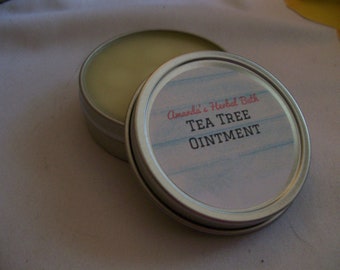 Amanda's Herbal Bath
TEA TREE
OINTMENT